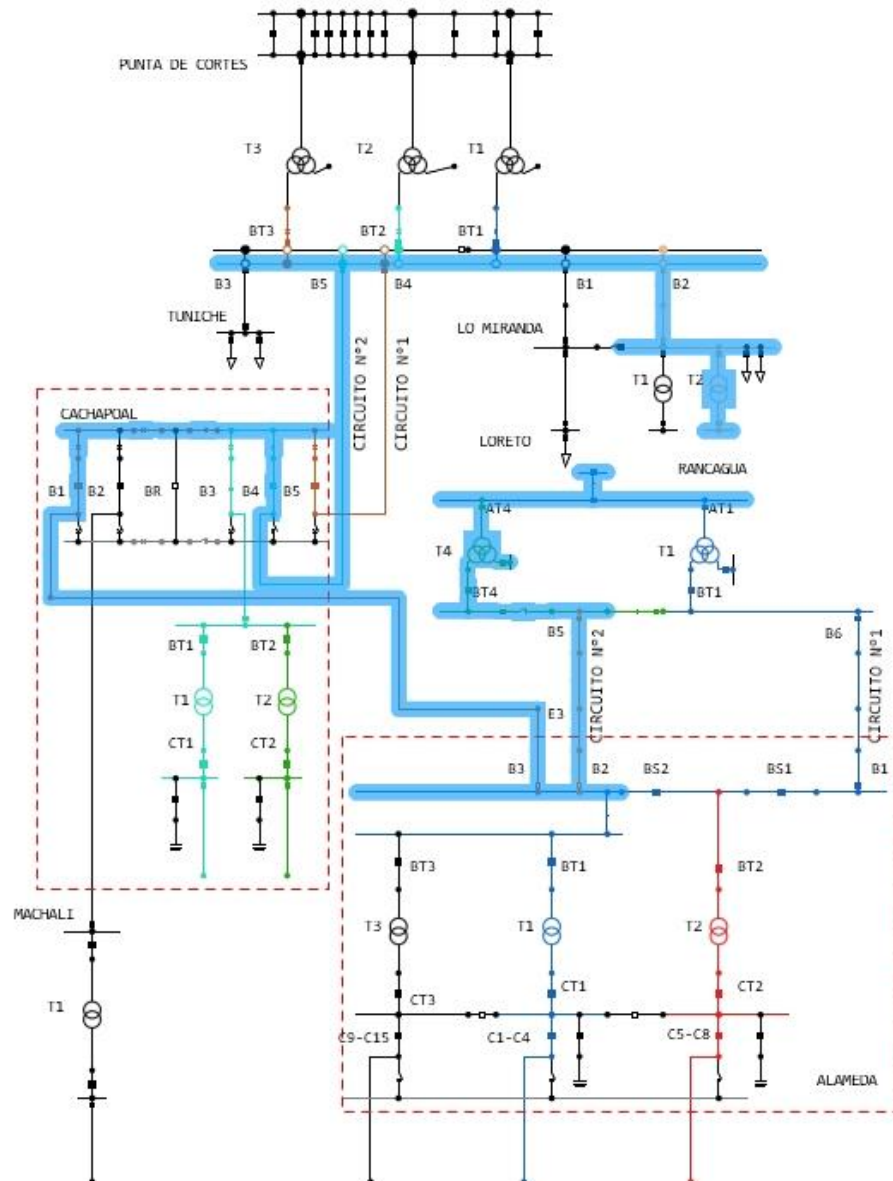 PUNTA DE CORTES
T3 T2 T1
BT3 BT2 BT1
B3 B5 B4 B1 B2
TUNICHE
LO MIRANDA
CIRCUITO N°2
CIRCUITO N°1
T1 T2
LORETO
CACHAPOAL
B1 B2 BR B3 B4 B5
RANCAGUA
AT4 AT1
T4 T1
BT4 BT1
B5 B6
CIRCUITO N°2
CIRCUITO N°1
BT1 BT2
T1 T2
CT1 CT2
E3
B3 B2 BS2 BS1 B1
BT3 BT1 BT2
T3 T1 T2
CT3 CT1 CT2
C9-C15 C1-C4 C5-C8
ALAMEDA
MACHALI
T1